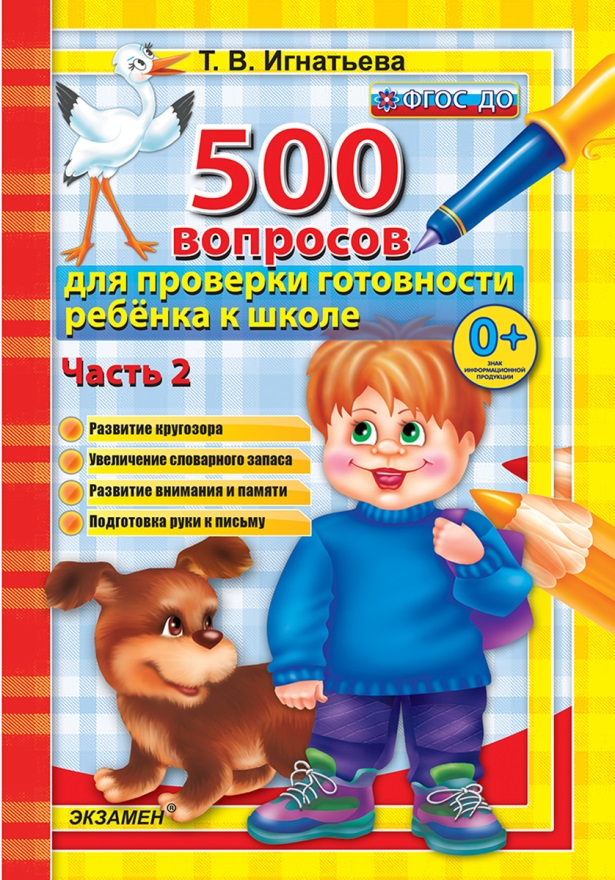 Т. В. Игнатьева
ФГОС ДО
500
вопросов
для проверки готовности
ребёнка к школе
0+
ЗНАК
ИНФОРМАЦИОННОЙ
ПРОДУКЦИИ
Часть 2
Развитие кругозора
Увеличение словарного запаса
Развитие внимания и памяти
Подготовка руки к письму
ЭКЗАМЕН®